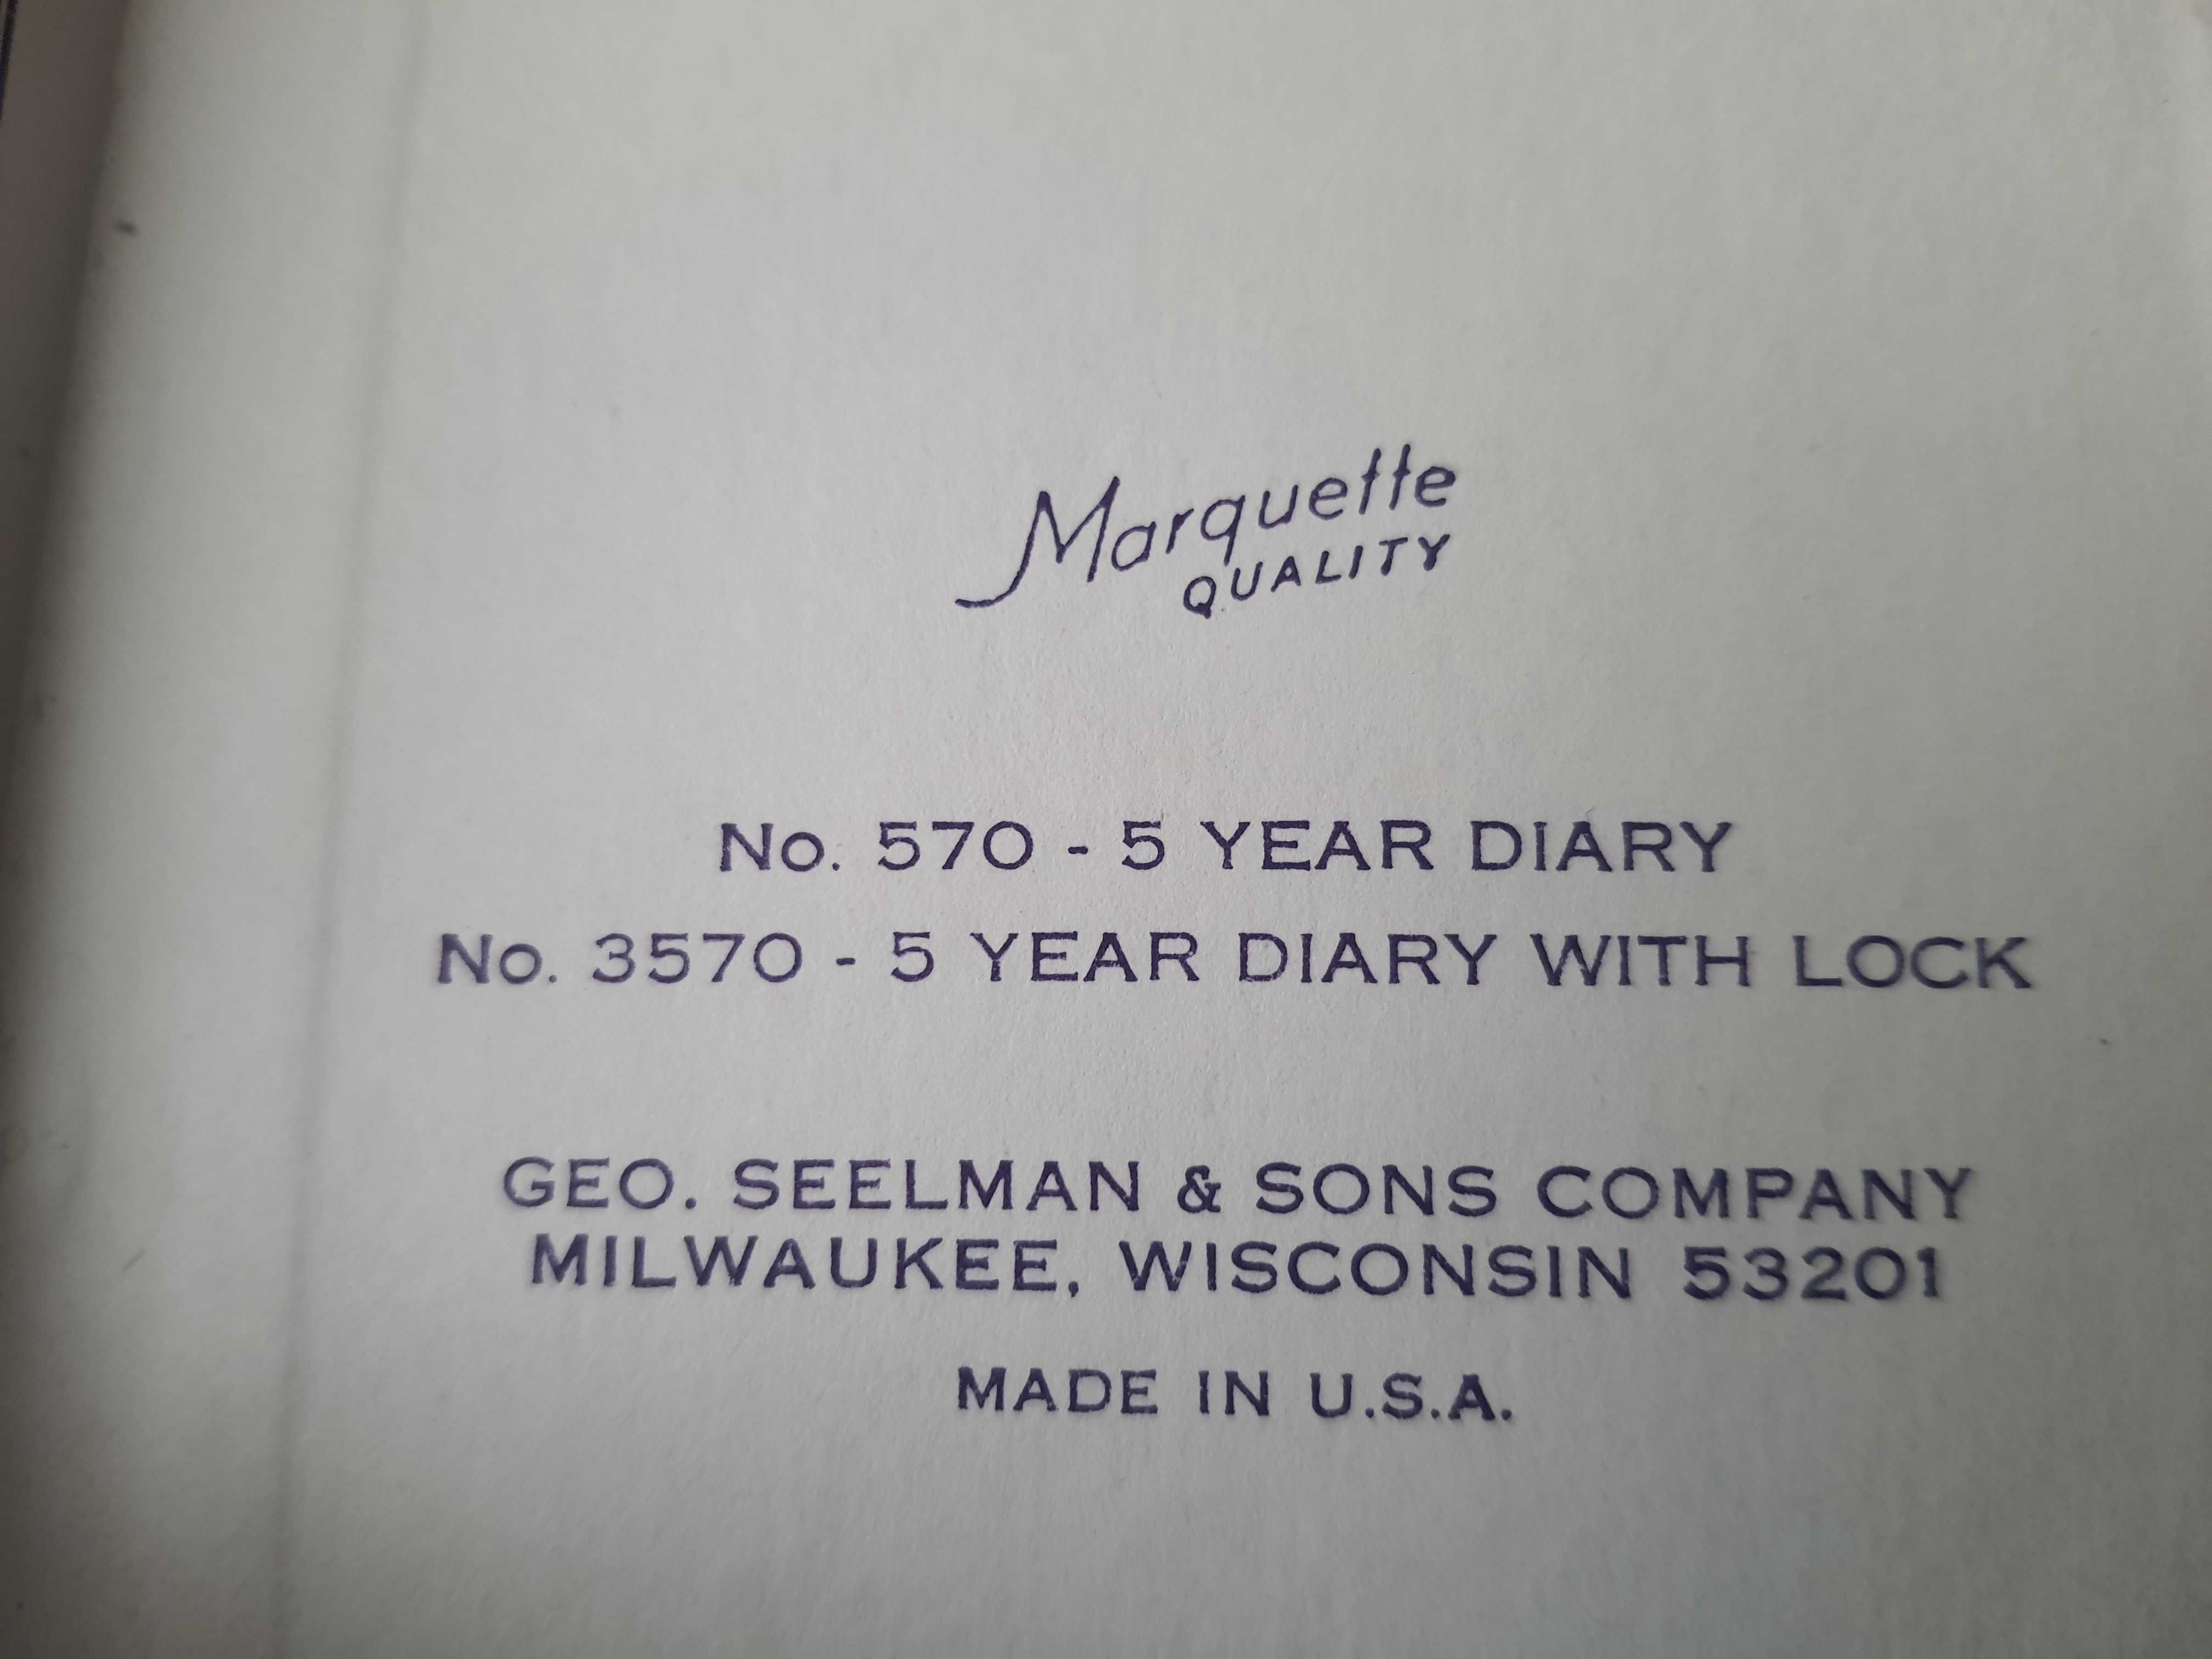 Marquette
QUALITY
No. 570 - 5 YEAR DIARY
No. 3570 - 5 YEAR DIARY WITH LOCK
GEO. SEELMAN & SONS COMPANY
MILWAUKEE, WISCONSIN 53201
MADE IN U.S.A.